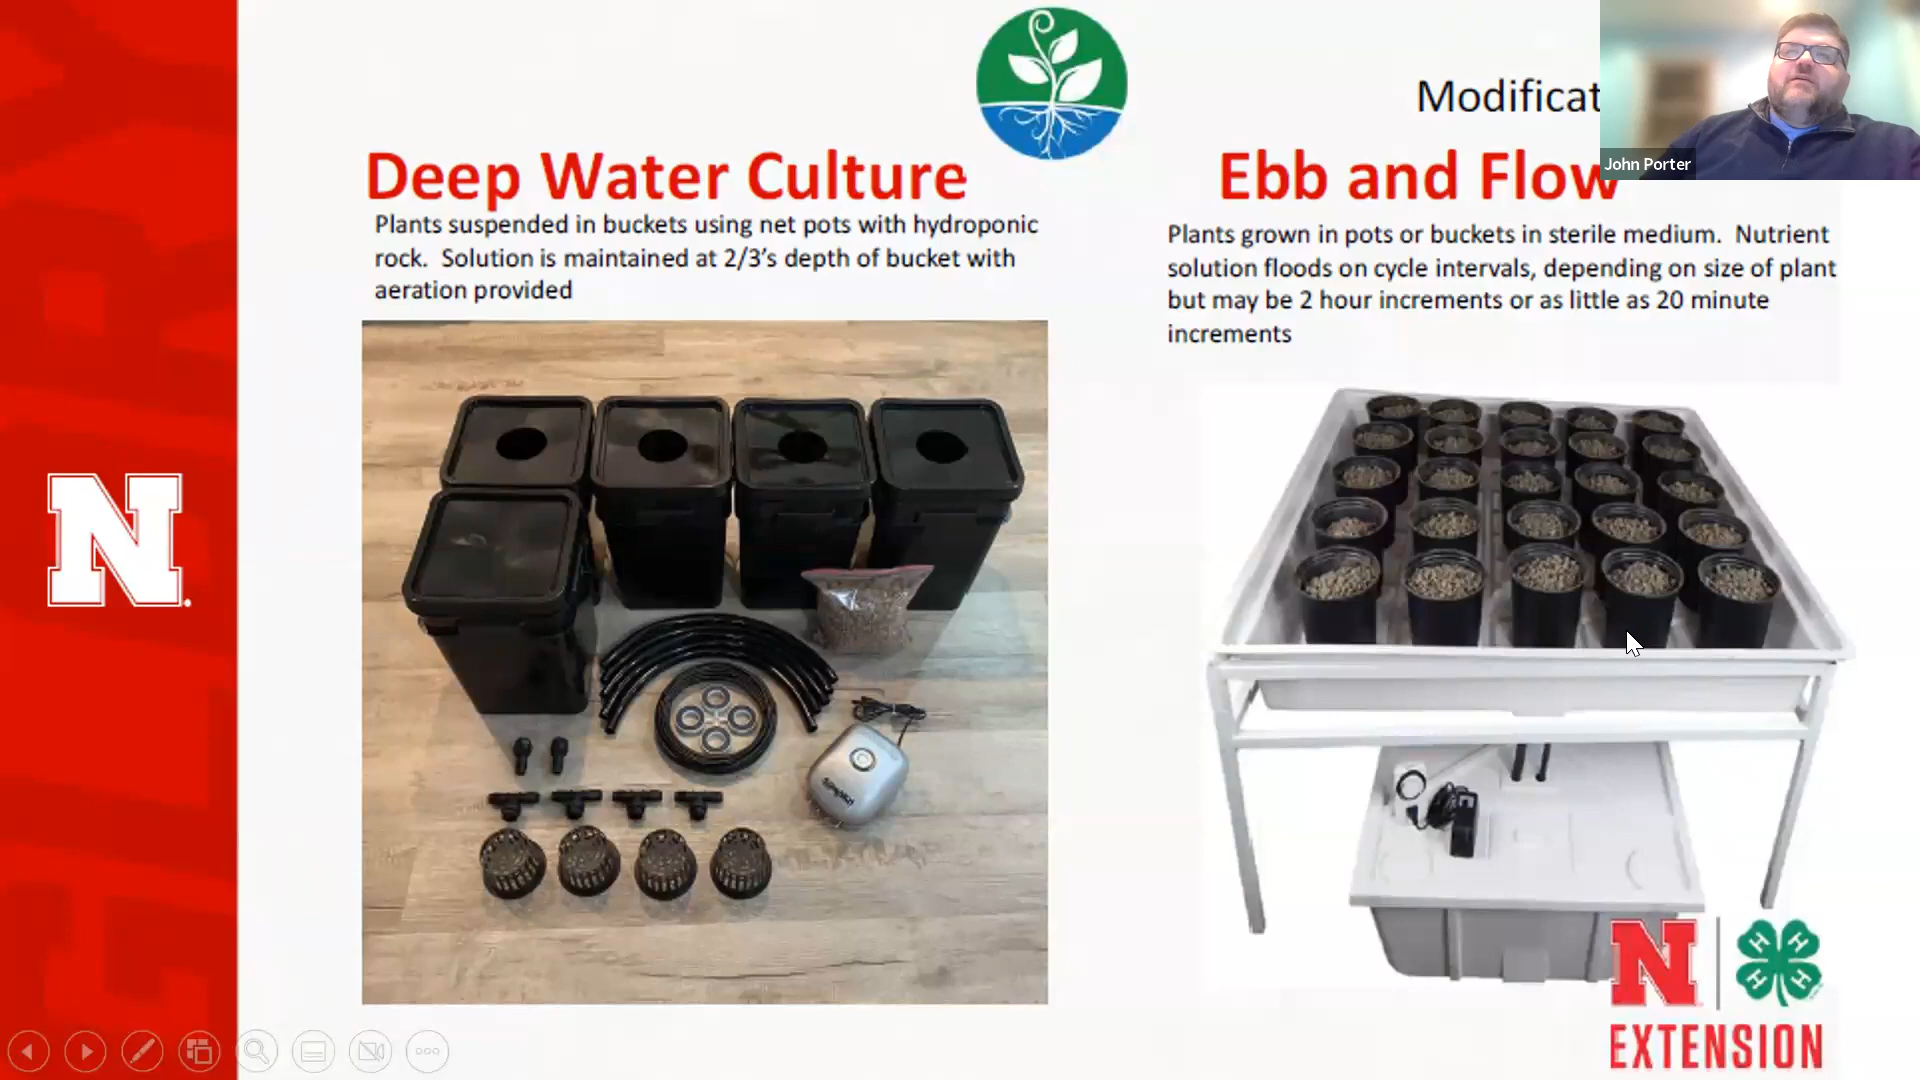 Modificat
John Porter
Deep Water Culture
Plants suspended in buckets using net pots with hydroponic
rock. Solution is maintained at 2/3's depth of bucket with
aeration provided
Ebb and Flow
Plants grown in pots or buckets in sterile medium. Nutrient
solution floods on cycle intervals, depending on size of plant
but may be 2 hour increments or as little as 20 minute
increments
N
N
H H H H
EXTENSION